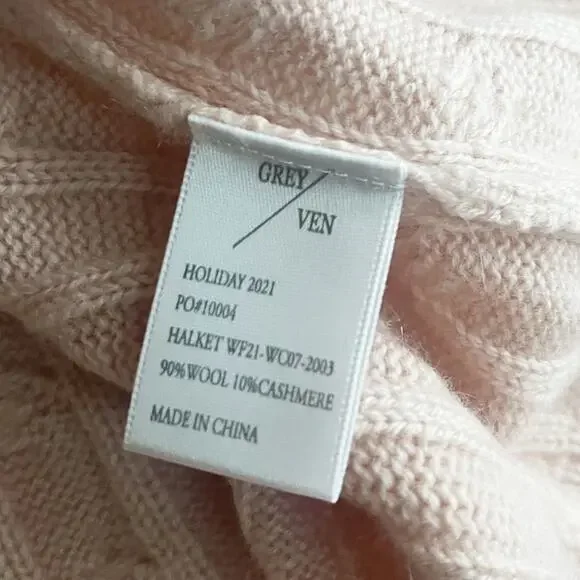 GREY/
VEN
HOLIDAY 2021
PO#10004
HALKET WF21-WC07-2003
90%WOOL 10%CASHMERE
MADE IN CHINA